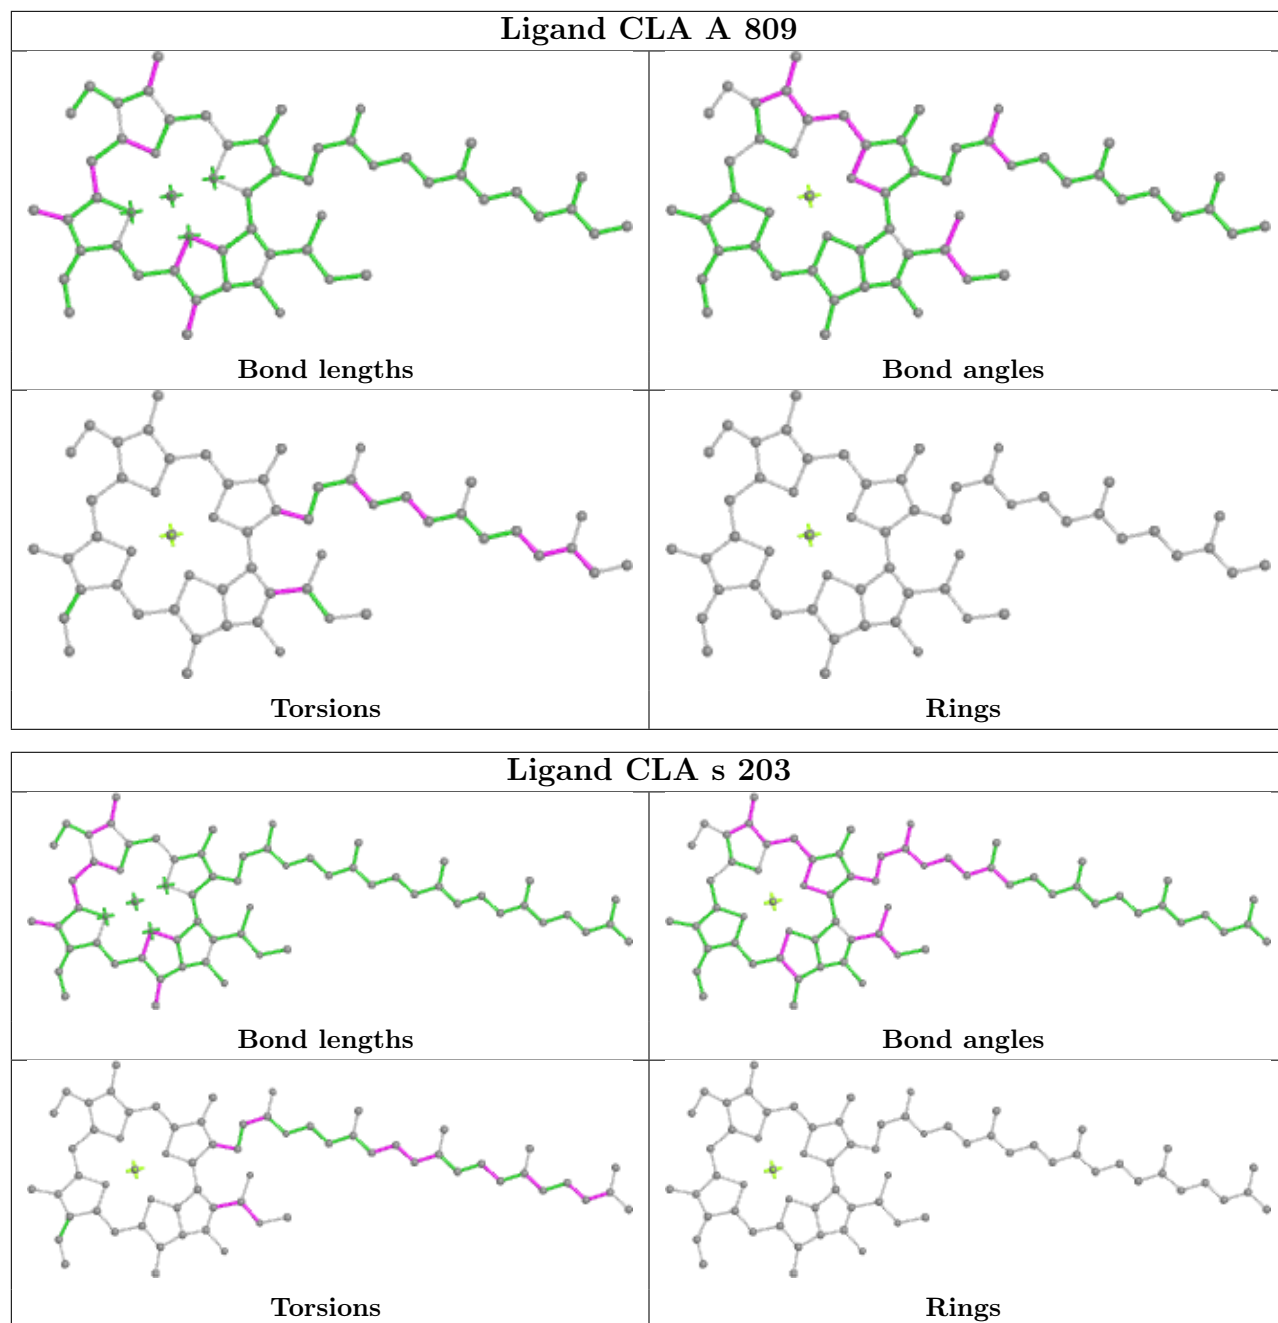 Ligand CLA A 809
Bond lengths
Bond angles
Torsions
Rings
Ligand CLA s 203
Bond lengths
Bond angles
Torsions
Rings